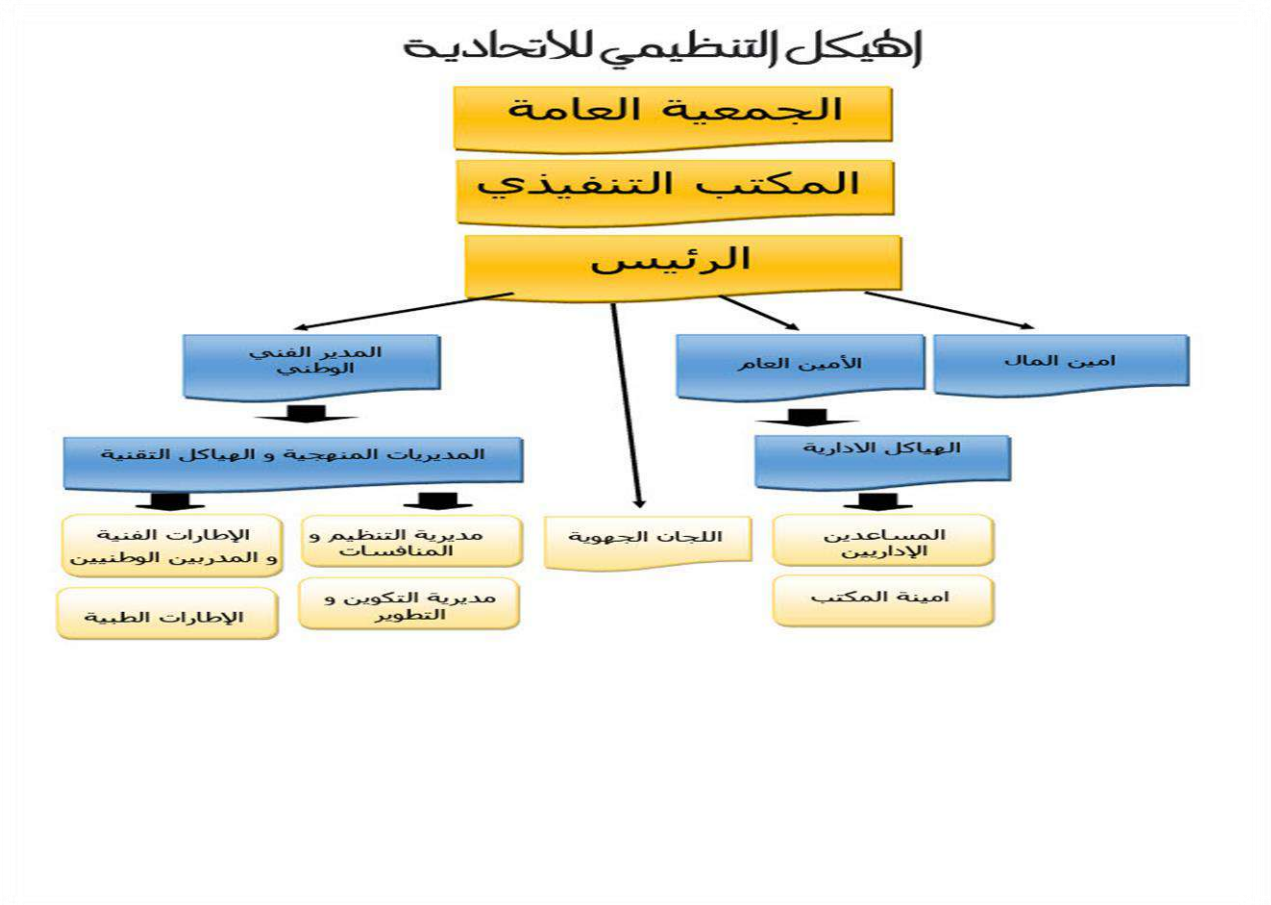 الهيكل التنظيمي للاتحادية
الجمعية العامة
المكتب التنفيذي
الرئيس
امين المال
الأمين العام
المدير الفني
الوطني
الهياكل الادارية
المديريات المنهجية و الهياكل التقنية
المساعدين
الإداريين
امينة المكتب
اللجان الجهوية
مديرية التنظيم و
المنافسات
مديرية التكوين و
التطوير
الإطارات الفنية
و المدربين الوطنيين
الإطارات الطبية